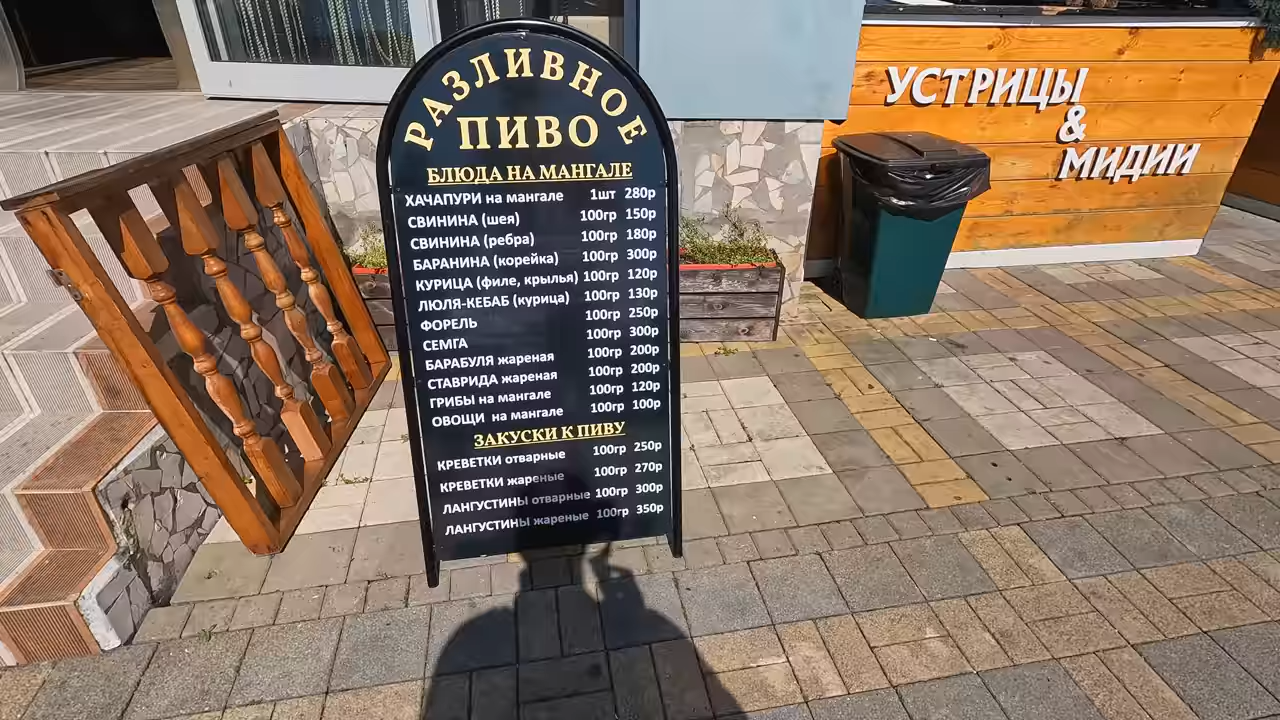 РАЗЛИВНОЕ
ПИВО
БЛЮДА НА МАНГАЛЕ
ХАЧАПУРИ на мангале 1шт 280р
СВИНИНА (шея) 100гр 150р
СВИНИНА (ребра) 100гр 180р
БАРАНИНА (корейка) 100гр 300р
КУРИЦА (филе, крылья) 100гр 120р
ЛЮЛЯ-КЕБАБ (курица) 100гр 130р
ФОРЕЛЬ 100гр 250р
СЕМГА 100гр 300р
БАРАБУЛЯ жареная 100гр 200р
СТАВРИДА жареная 100гр 200р
ГРИБЫ на мангале 100гр 120р
ОВОЩИ на мангале 100гр 100р
ЗАКУСКИ К ПИВУ
КРЕВЕТКИ отварные 100гр 250р
КРЕВЕТКИ жареные 100гр 270р
ЛАНГУСТИНЫ отварные 100гр 300р
ЛАНГУСТИНЫ жареные 100гр 350р
УСТРИЦЫ
&
МИДИИ